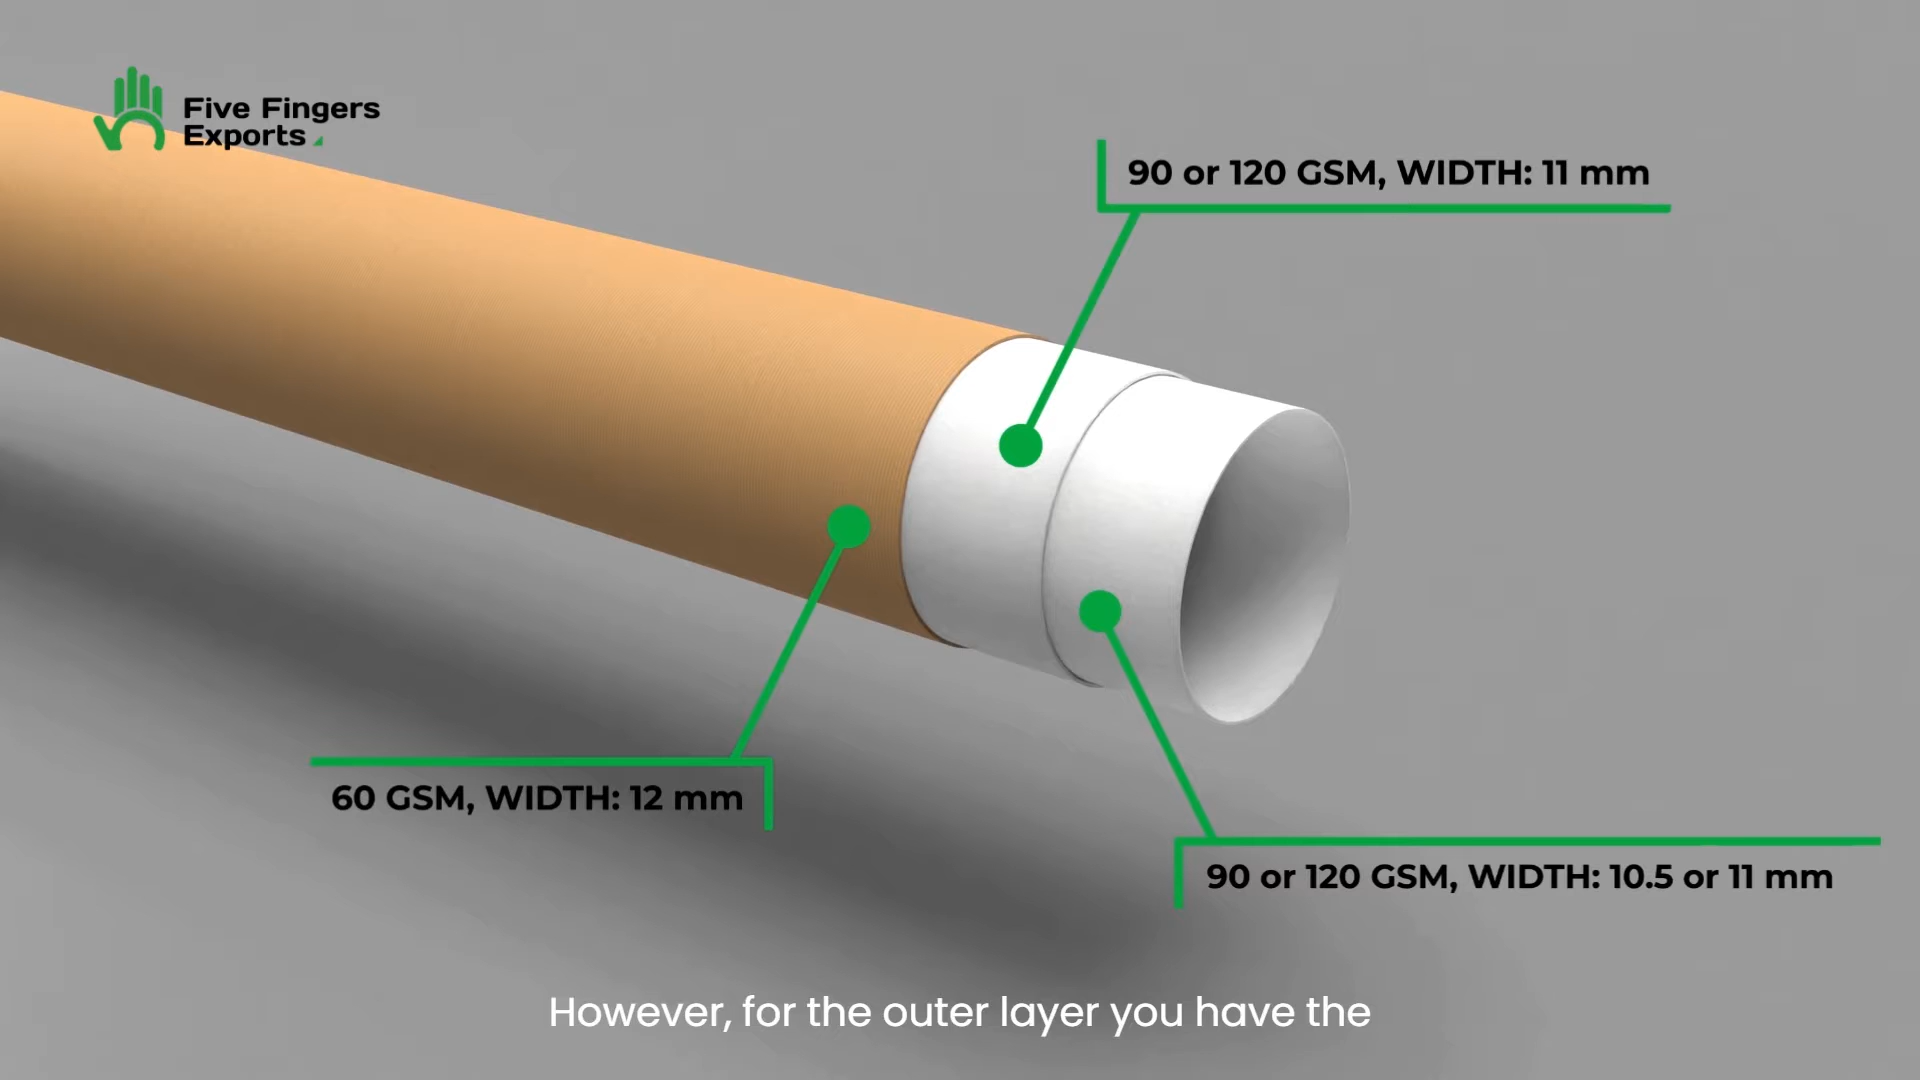 Five Fingers
Exports
90 or 120 GSM, WIDTH: 11 mm
60 GSM, WIDTH: 12 mm
90 or 120 GSM, WIDTH: 10.5 or 11 mm
However, for the outer layer you have the